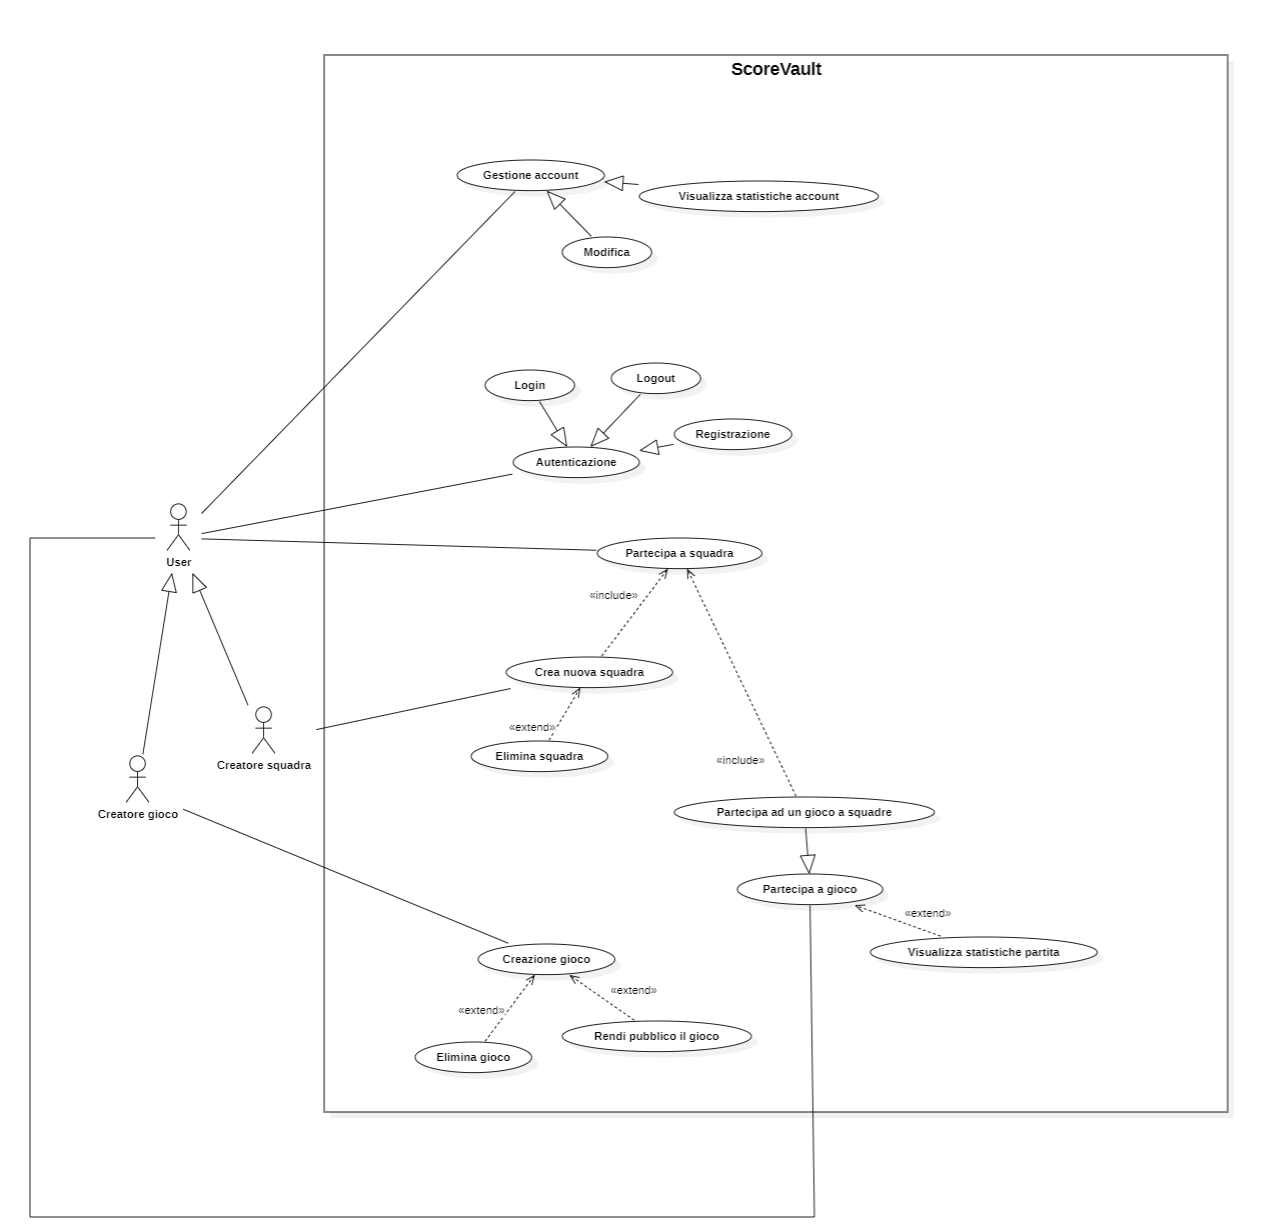 ScoreVault
Gestione account
Visualizza statistiche account
Modifica
Login
Logout
Registrazione
Autenticazione
User
Partecipa a squadra
«include»
Crea nuova squadra
«extend»
Elimina squadra
Creatore squadra
«include»
Creatore gioco
Partecipa ad un gioco a squadre
Partecipa a gioco
«extend»
Visualizza statistiche partita
Creazione gioco
«extend»
«extend»
Rendi pubblico il gioco
Elimina gioco